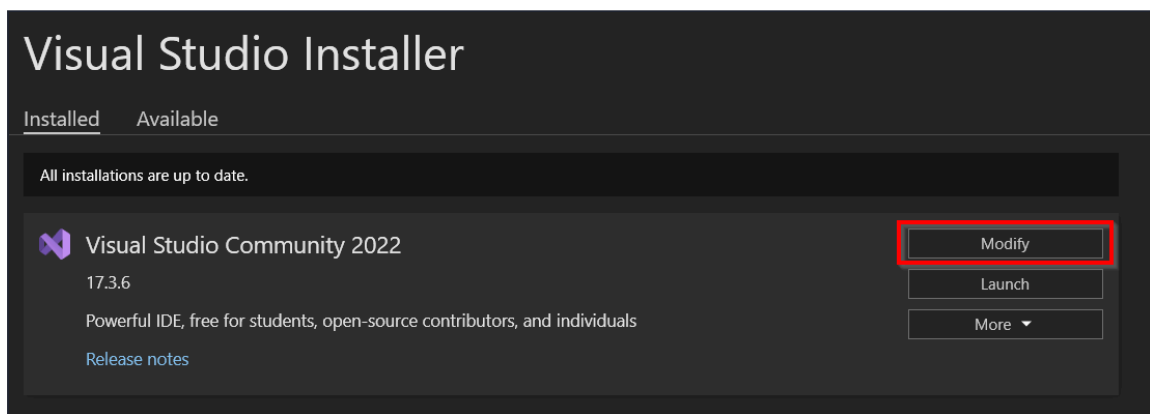 Visual Studio Installer
Installed Available
All installations are up to date.
Visual Studio Community 2022
Modify
17.3.6
Launch
Powerful IDE, free for students, open-source contributors, and individuals
More
Release notes